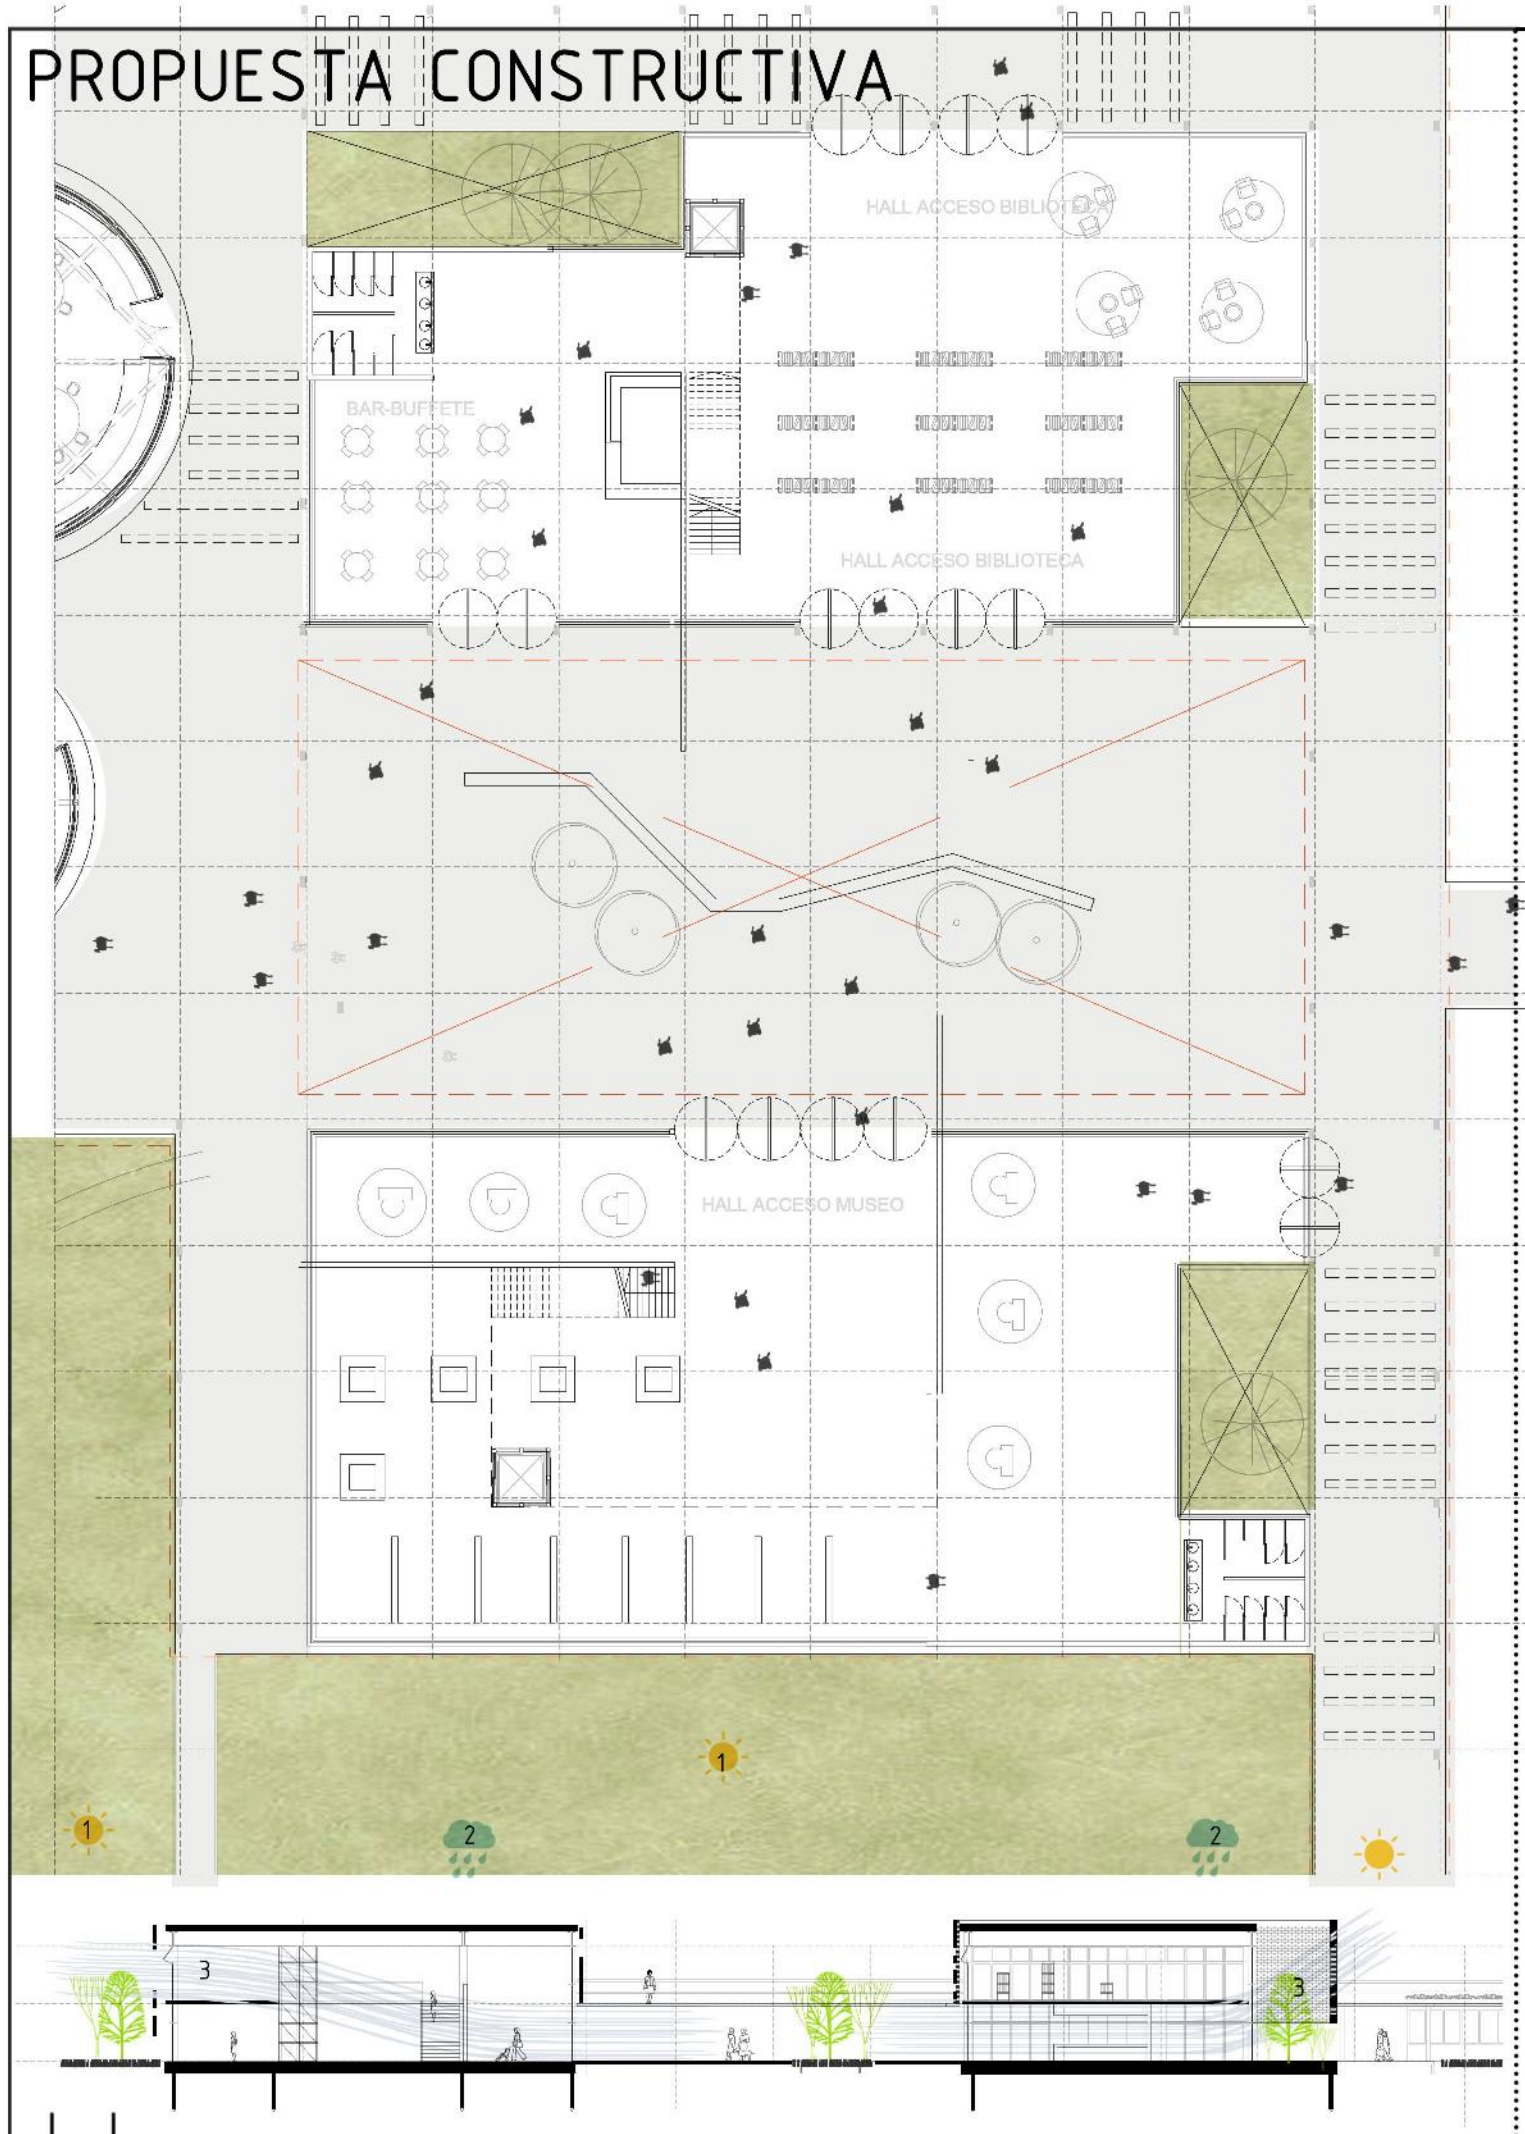 PROPUESTA CONSTRUCTIVA
HALL ACCESO BIBLIOTECA
BAR-BUFFETE
HALL ACCESO BIBLIOTECA
HALL ACCESO MUSEO
1
1
2
2
3
3